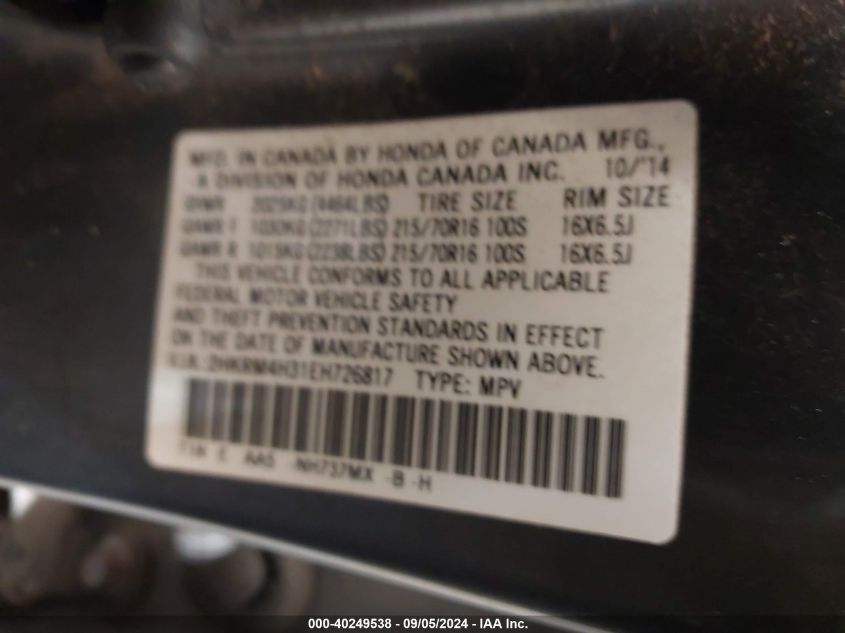 MFD. IN CANADA BY HONDA OF CANADA MFG.,
A DIVISION OF HONDA CANADA INC. 10/'14
GVWR 2025KG (4464LBS) TIRE SIZE RIM SIZE
GAWR F 1030KG (2271LBS) 215/70R16 100S 16X6.5J
GAWR R 1015KG (2238LBS) 215/70R16 100S 16X6.5J
THIS VEHICLE CONFORMS TO ALL APPLICABLE
FEDERAL MOTOR VEHICLE SAFETY
AND THEFT PREVENTION STANDARDS IN EFFECT
ON THE DATE OF MANUFACTURE SHOWN ABOVE.
V.I.N.: 2HKRM4H31EH726817 TYPE: MPV
E AA5 -NH737MX -B -H
000-40249538 - 09/05/2024 - IAA Inc.